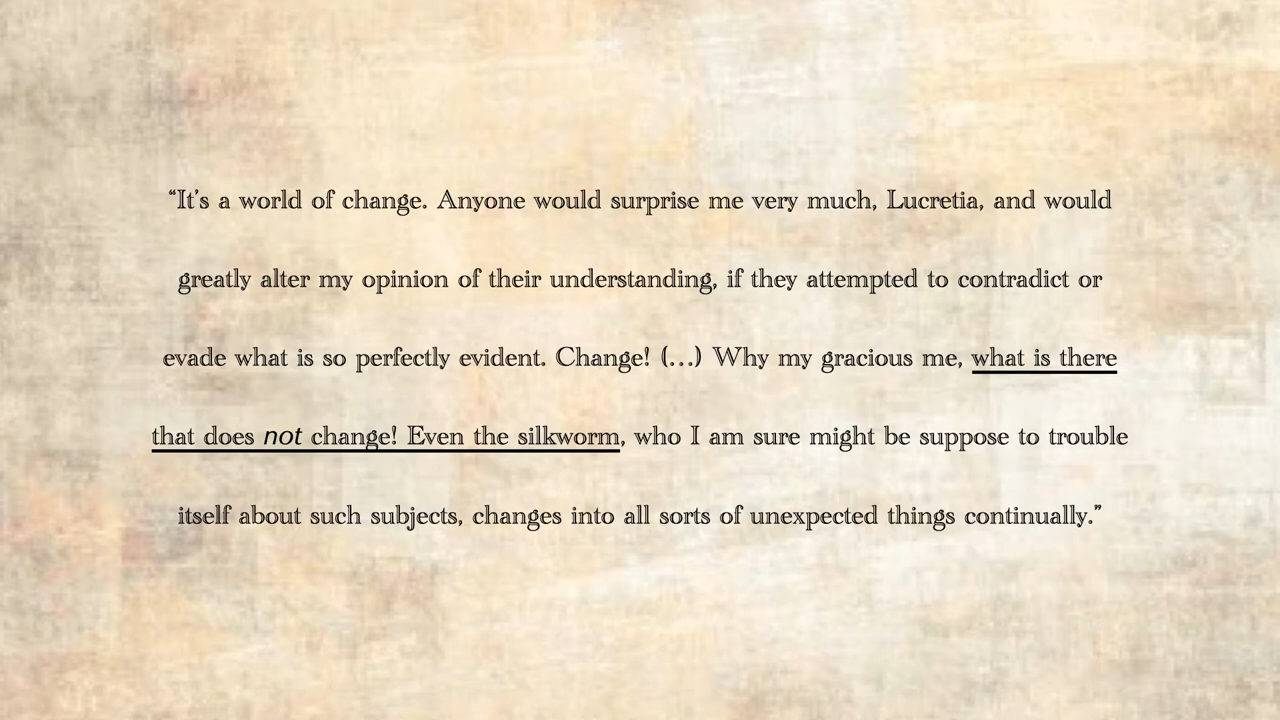 “It’s a world of change. Anyone would surprise me very much, Lucretia, and would
greatly alter my opinion of their understanding, if they attempted to contradict or
evade what is so perfectly evident. Change! (…) Why my gracious me, what is there
that does not change! Even the silkworm, who I am sure might be suppose to trouble
itself about such subjects, changes into all sorts of unexpected things continually.”